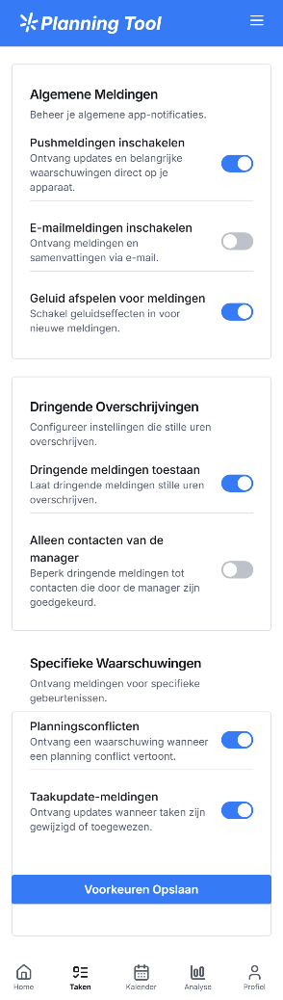 Planning Tool
Algemene Meldingen
Beheer je algemene app-notificaties.
Pushmeldingen inschakelen
Ontvang updates en belangrijke
waarschuwingen direct op je
apparaat.
E-mailmeldingen inschakelen
Ontvang meldingen en
samenvattingen via e-mail.
Geluid afspelen voor meldingen
Schakel geluidseffecten in voor
nieuwe meldingen.
Dringende Overschrijvingen
Configureer instellingen die stille uren
overschrijven.
Dringende meldingen toestaan
Laat dringende meldingen stille uren
overschrijven.
Alleen contacten van de
manager
Beperk dringende meldingen tot
contacten die door de manager zijn
goedgekeurd.
Specifieke Waarschuwingen
Ontvang meldingen voor specifieke
gebeurtenissen.
Planningsconflicten
Ontvang een waarschuwing wanneer
een planning conflict vertoont.
Taakupdate-meldingen
Ontvang updates wanneer taken zijn
gewijzigd of toegewezen.
Voorkeuren Opslaan
Home
Taken
Kalender
Analyse
Profiel